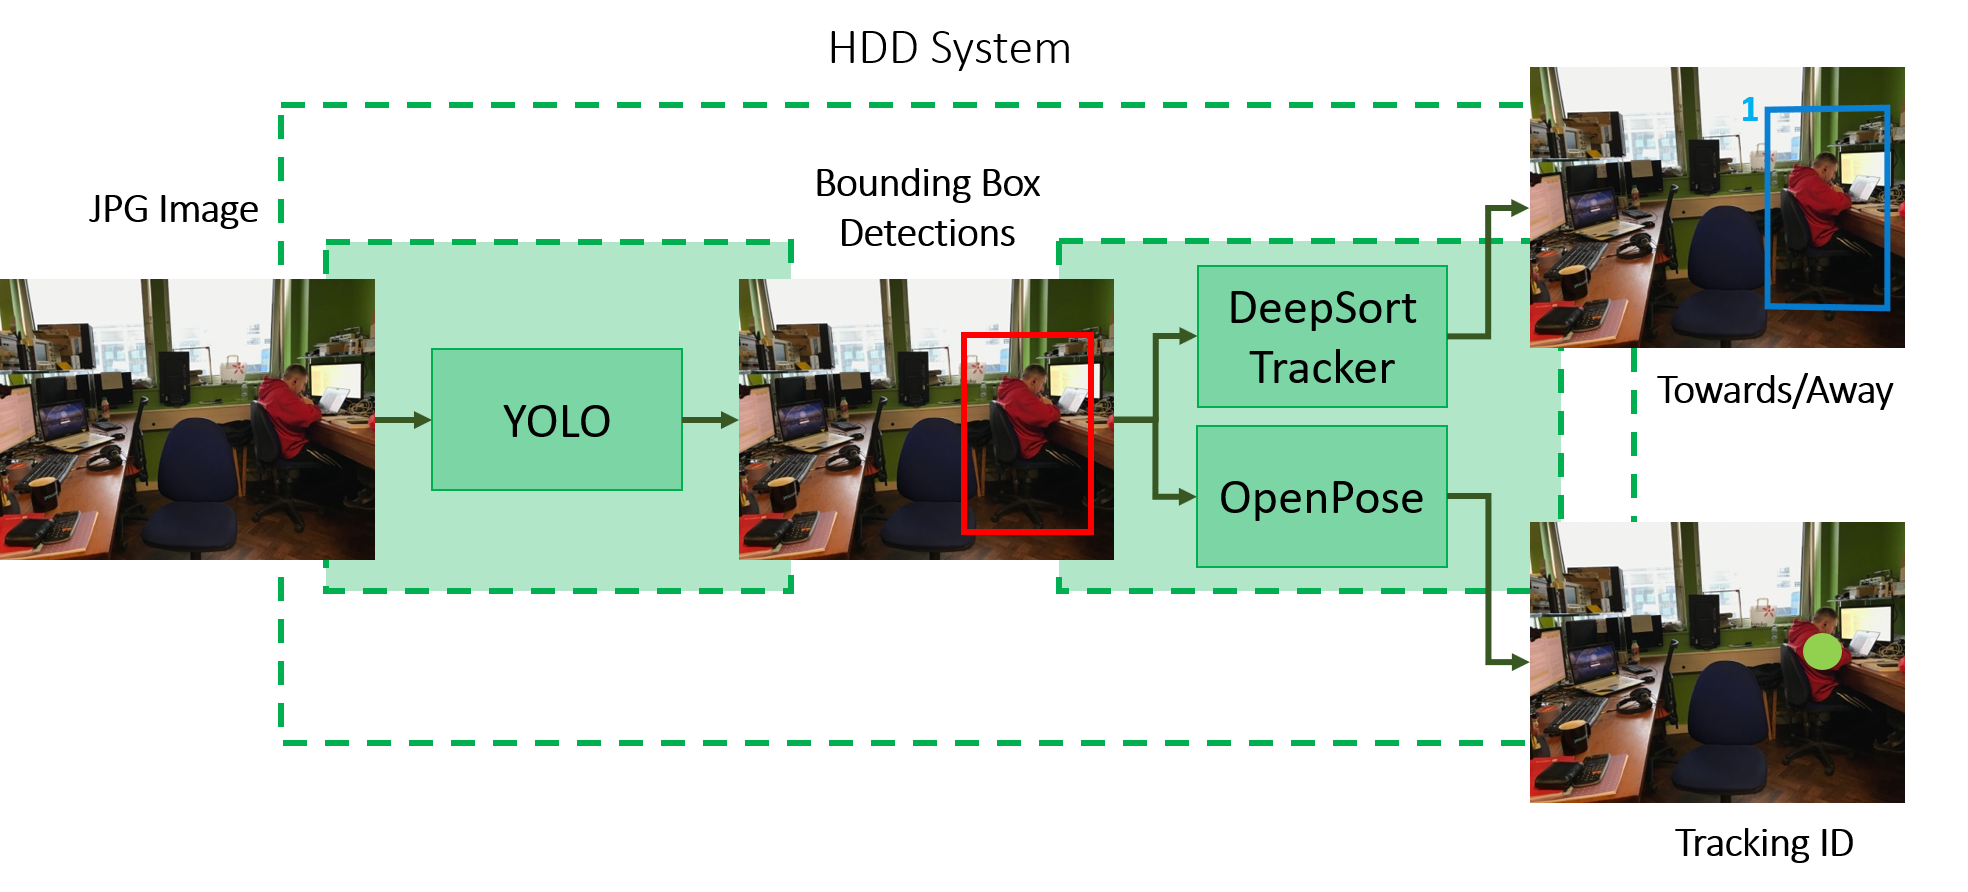 HDD System
JPG Image
Bounding Box
Detections
YOLO
DeepSort
Tracker
OpenPose
1
Towards/Away
Tracking ID